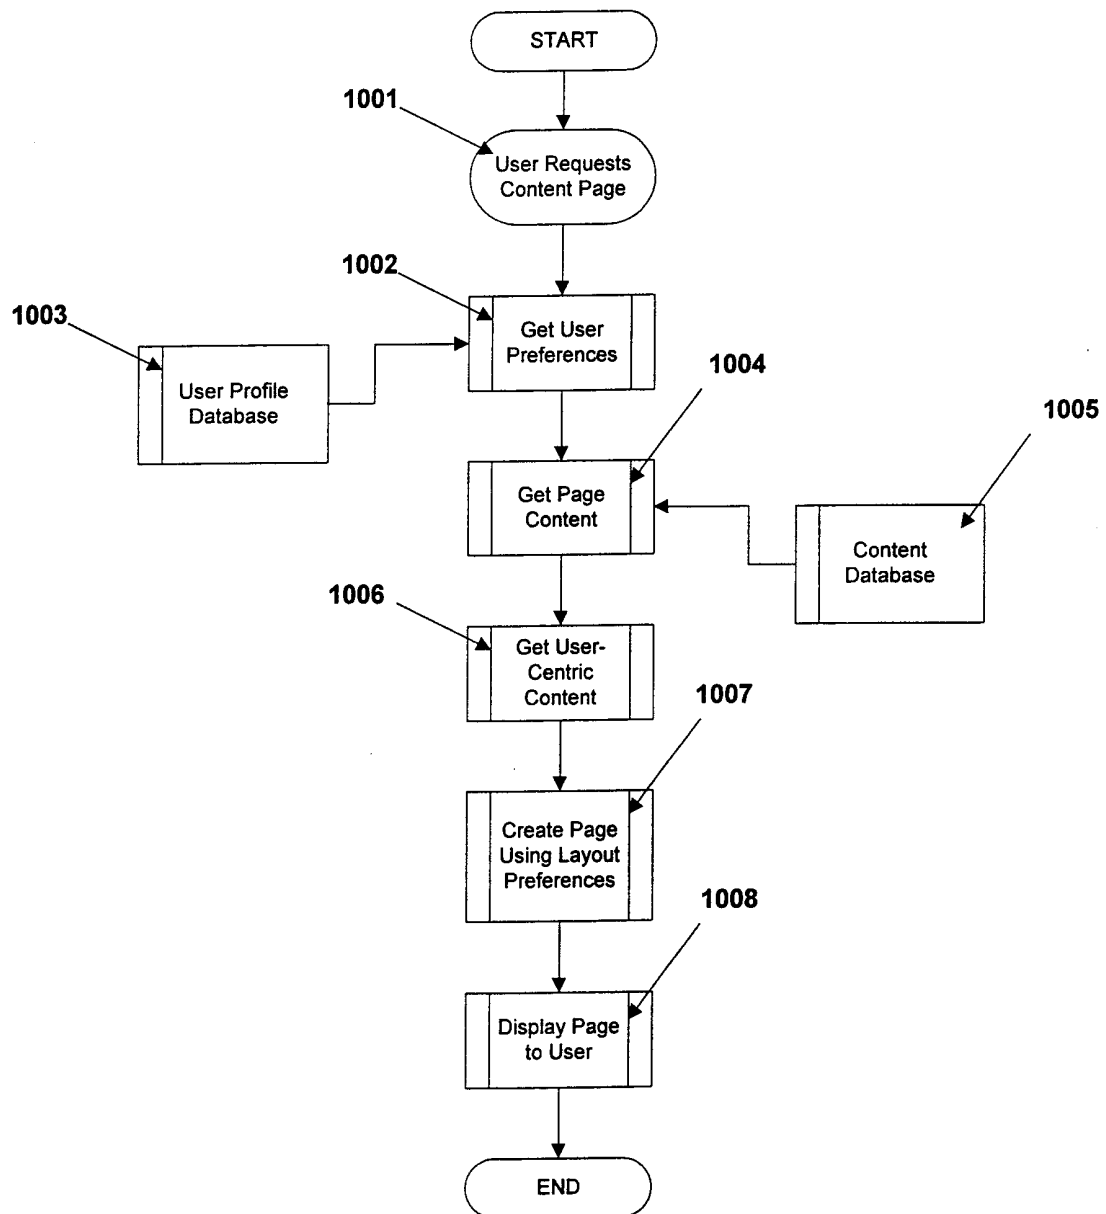 START
1001
User Requests
Content Page
1002
Get User
Preferences
1003
User Profile
Database
1004
Get Page
Content
1005
Content
Database
1006
Get User-
Centric
Content
1007
Create Page
Using Layout
Preferences
1008
Display Page
to User
END